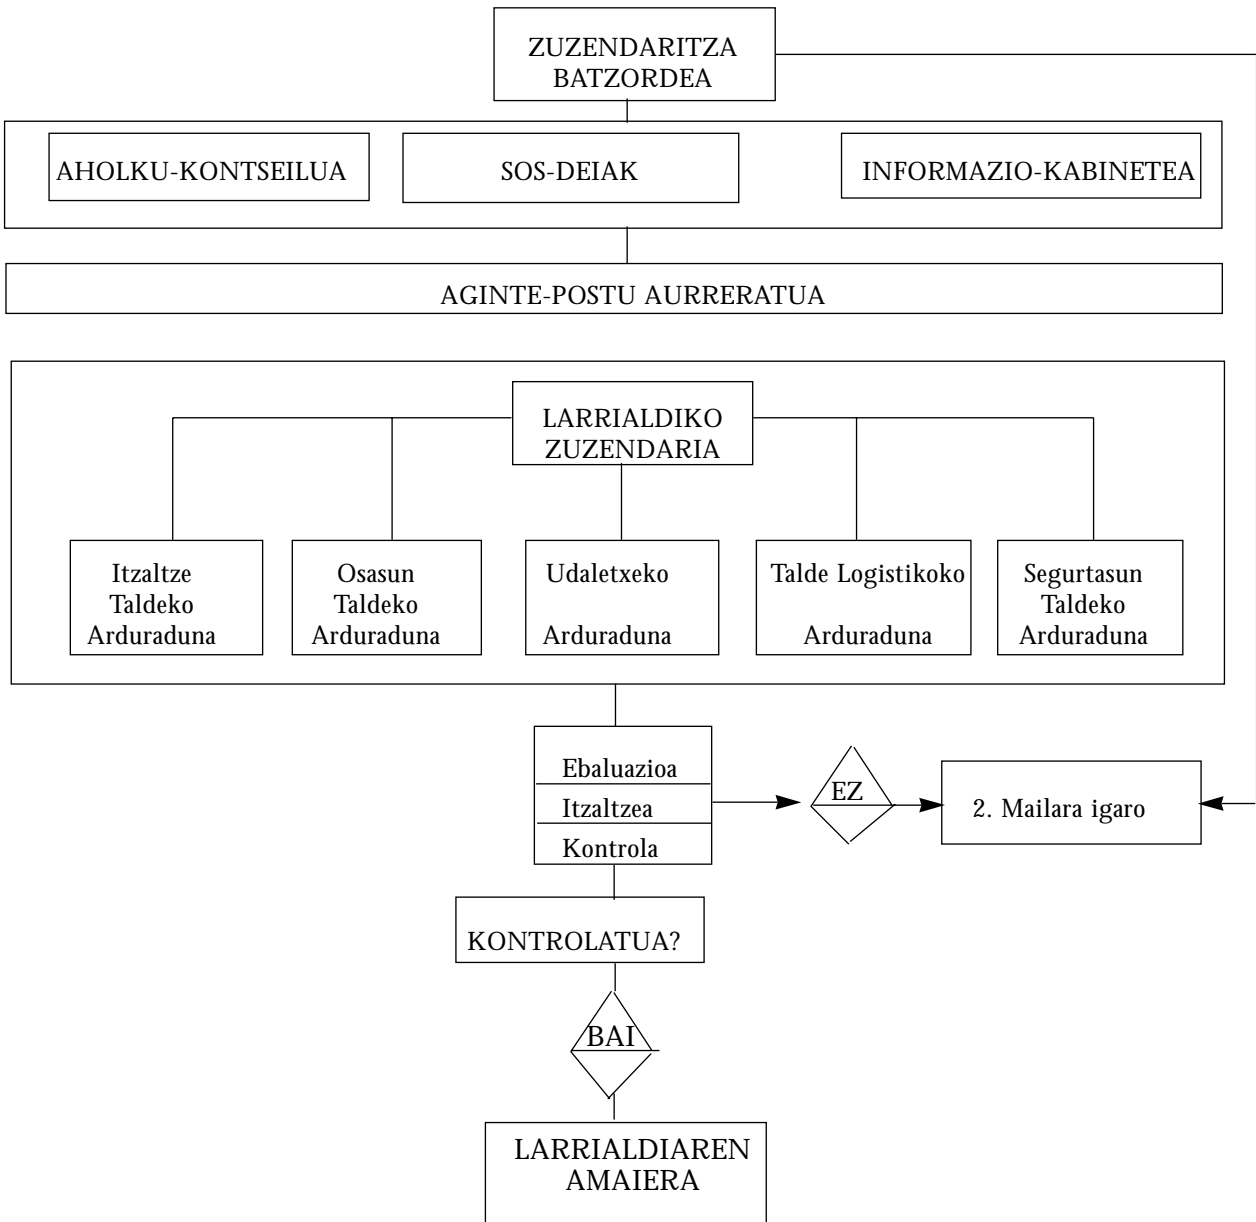 ZUZENDARITZA
BATZORDEA
AHOLKU-KONTSEILUA
SOS-DEIAK
INFORMAZIO-KABINETEA
AGINTE-POSTU AURRERATUA
LARRIALDIKO
ZUZENDARIA
Itzaltze
Taldeko
Arduraduna
Osasun
Taldeko
Arduraduna
Udaletxeko
Arduraduna
Talde Logistikoko
Arduraduna
Segurtasun
Taldeko
Arduraduna
Ebaluazioa
Itzaltzea
Kontrola
EZ
2. Mailara igaro
KONTROLATUA?
BAI
LARRIALDIAREN
AMAIERA